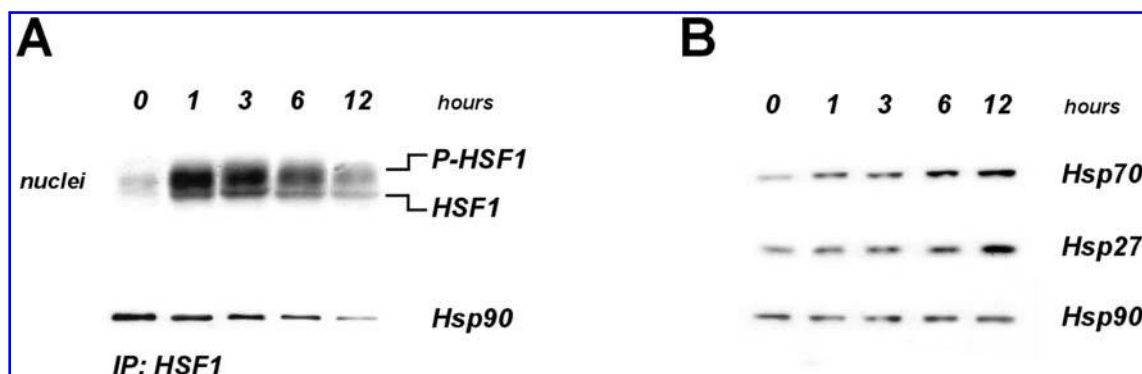 A
0 1 3 6 12 hours
nuclei
P-HSF1
HSF1
Hsp90
IP: HSF1
B
0 1 3 6 12 hours
Hsp70
Hsp27
Hsp90